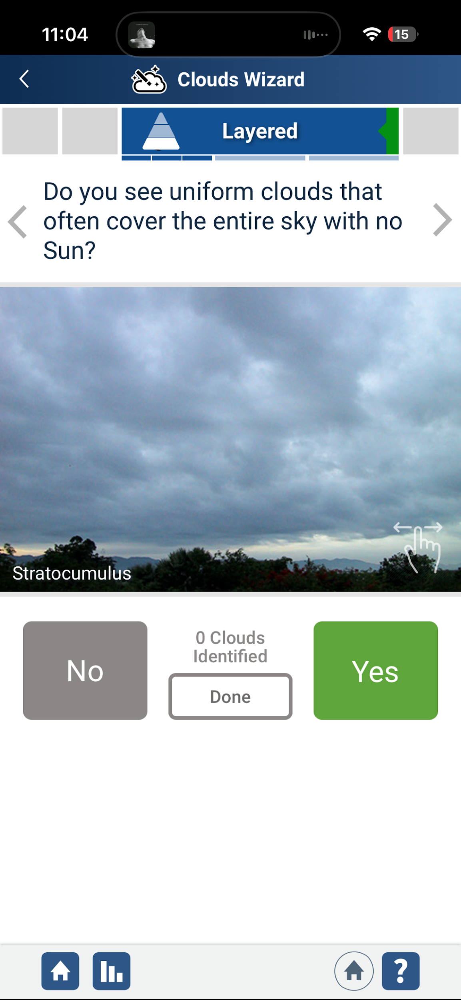 11:04
15
Clouds Wizard
Layered
Do you see uniform clouds that
often cover the entire sky with no
Sun?
Stratocumulus
No
0 Clouds
Identified
Done
Yes
?